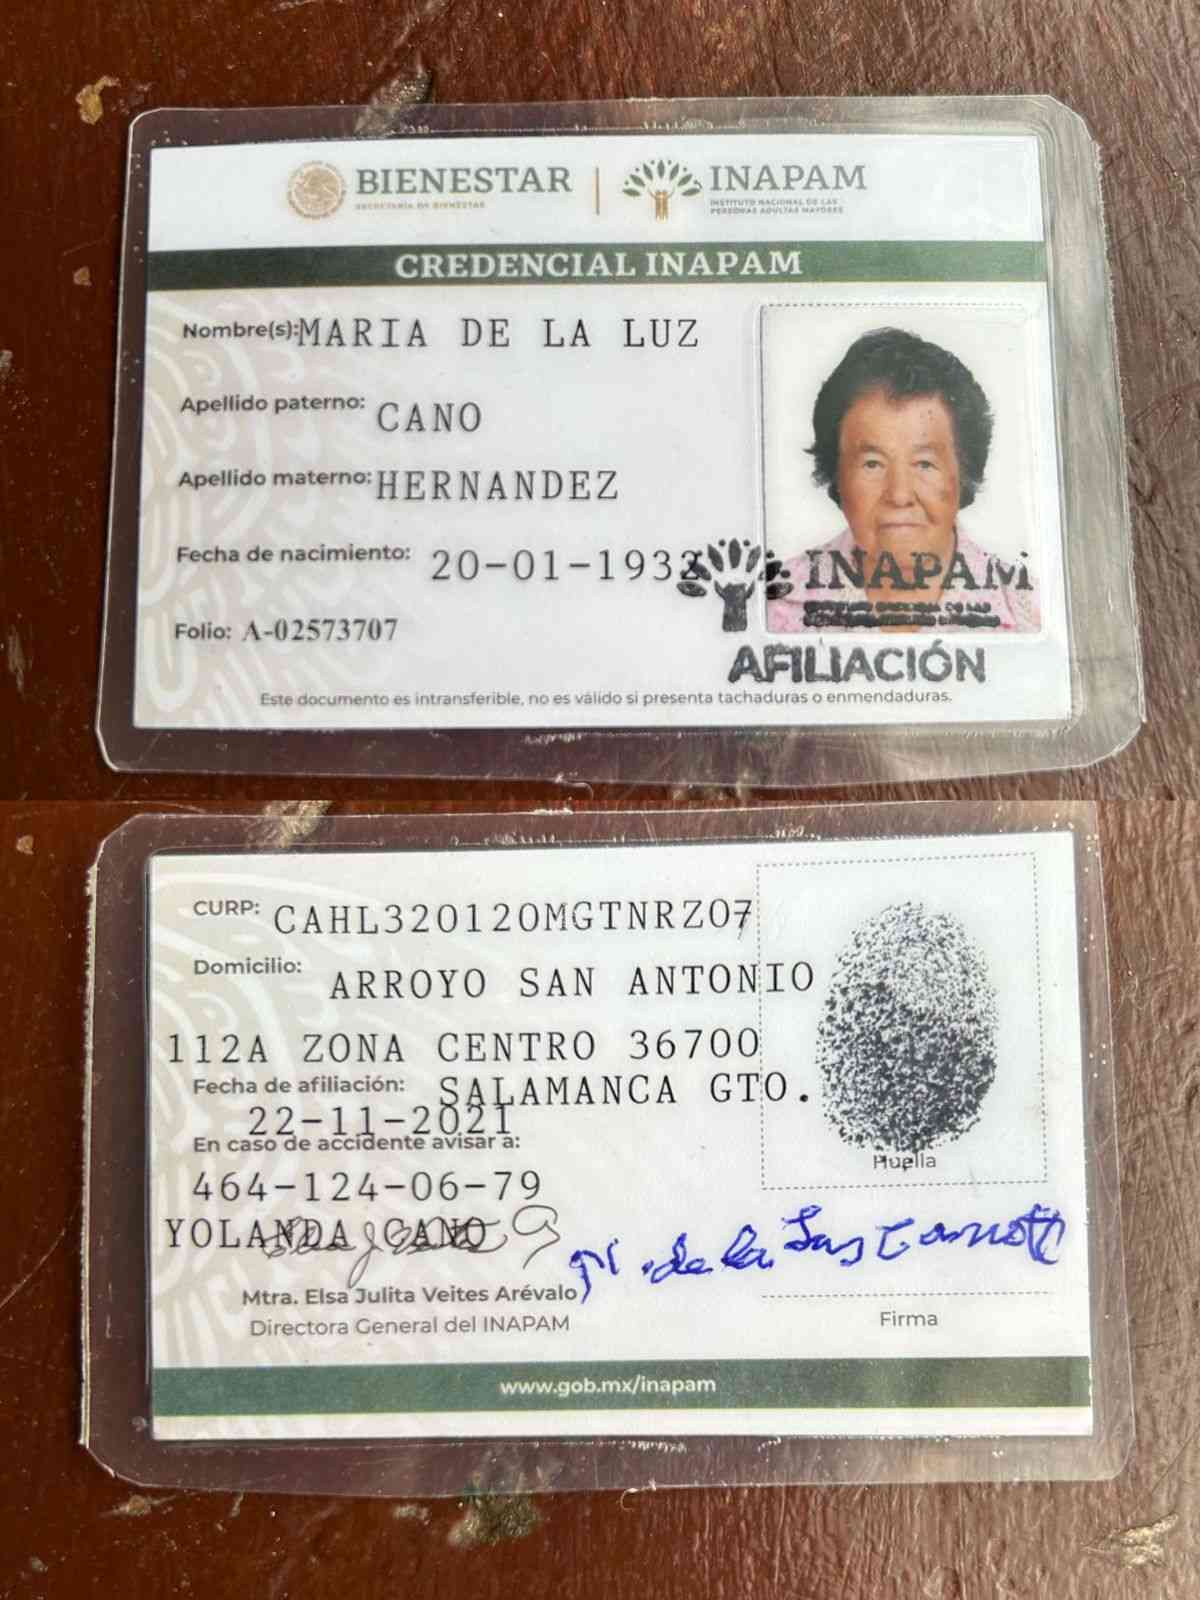 BIENESTAR
SECRETARÍA DE BIENESTAR
INAPAM
INSTITUTO NACIONAL DE LAS
PERSONAS ADULTAS MAYORES
CREDENCIAL INAPAM
Nombre(s): MARIA DE LA LUZ
Apellido paterno: CANO
Apellido materno: HERNANDEZ
Fecha de nacimiento: 20-01-1932
Folio: A-02573707
INAPAM
AFILIACIÓN
Este documento es intransferible, no es válido si presenta tachaduras o enmendaduras.
CURP: CAHL320120MGTNRZ07
Domicilio: ARROYO SAN ANTONIO
112A ZONA CENTRO 36700
SALAMANCA GTO.
Fecha de afiliación: 22-11-2021
En caso de accidente avisar a:
464-124-06-79
YOLANDA CANO
Huella
Mtra. Elsa Julita Veites Arévalo
Directora General del INAPAM
Firma
www.gob.mx/inapam